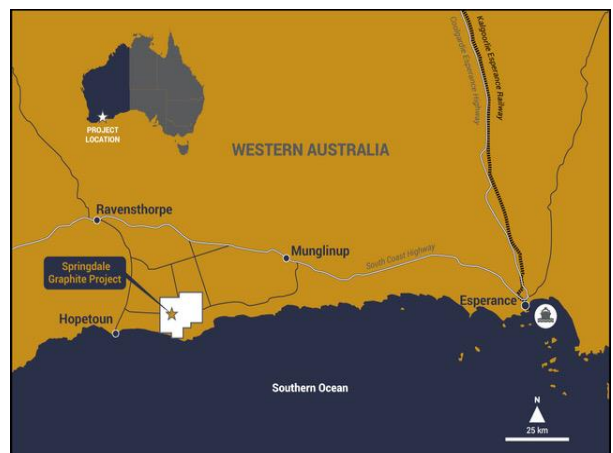 PROJECT
LOCATION
WESTERN AUSTRALIA
Coolgardie Esperance Highway
Kalgoorlie Esperance Railway
Ravensthorpe
Springdale
Graphite Project
Munglinup
South Coast Highway
Esperance
Hopetoun
Southern Ocean
N
25 km